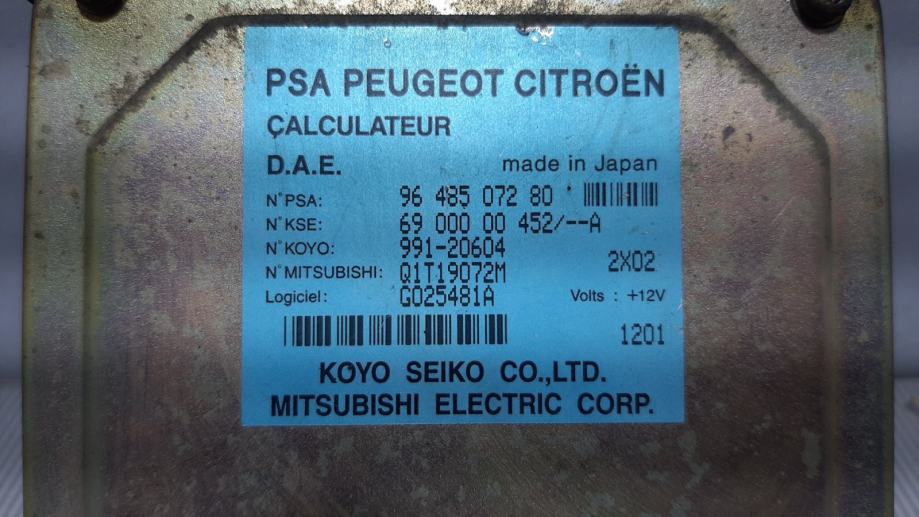 PSA PEUGEOT CITROËN
CALCULATEUR
D.A.E. made in Japan
N° PSA: 96 485 072 80
N° KSE: 69 000 00 452/--A
N° KOYO: 991-20604
N° MITSUBISHI: Q1T19072M 2X02
Logiciel: G025481A Volts : +12V
1201
KOYO SEIKO CO.,LTD.
MITSUBISHI ELECTRIC CORP.